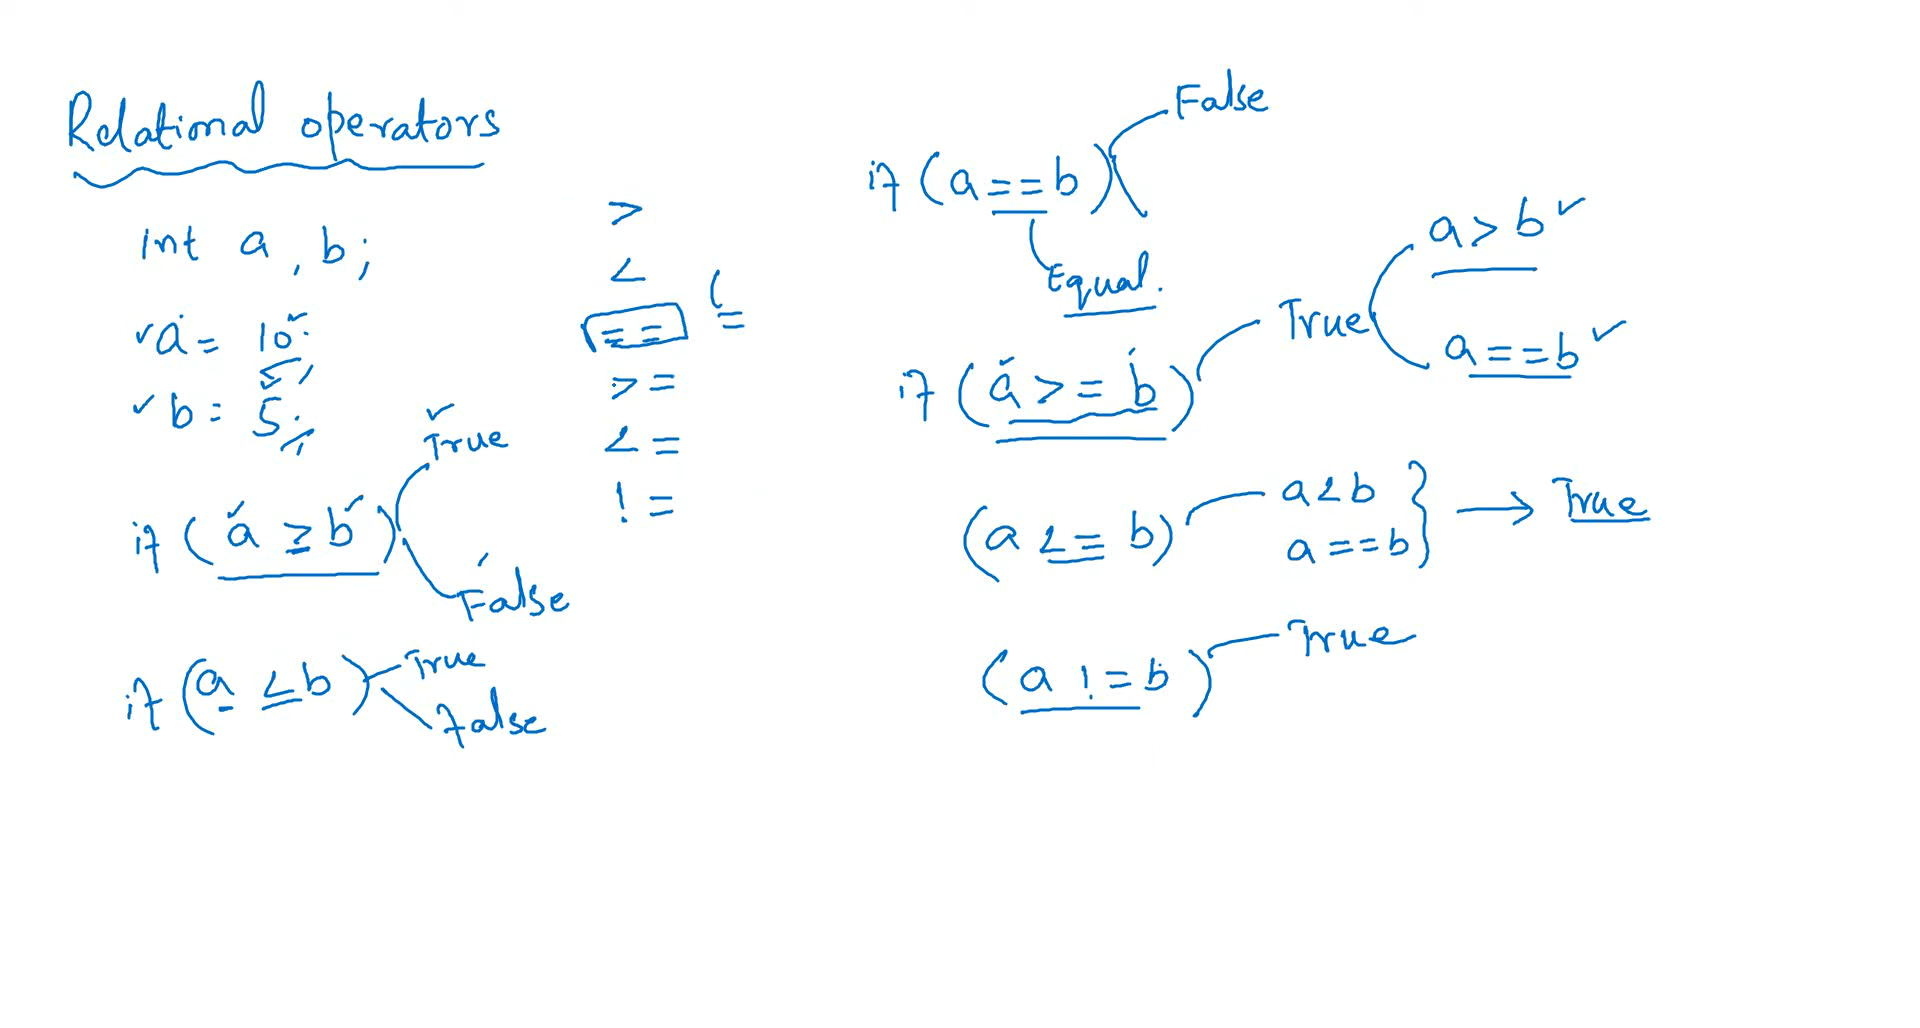 Relational operators
int a, b;
a = 10;
b = 5;
if (a > b)
True
False
if (a < b)
True
False
>
<
==
(=
>=
<=
!=
if (a == b)
False
Equal.
if (a >= b)
True
a > b
a == b
(a <= b)
a < b
a == b
True
(a != b)
True